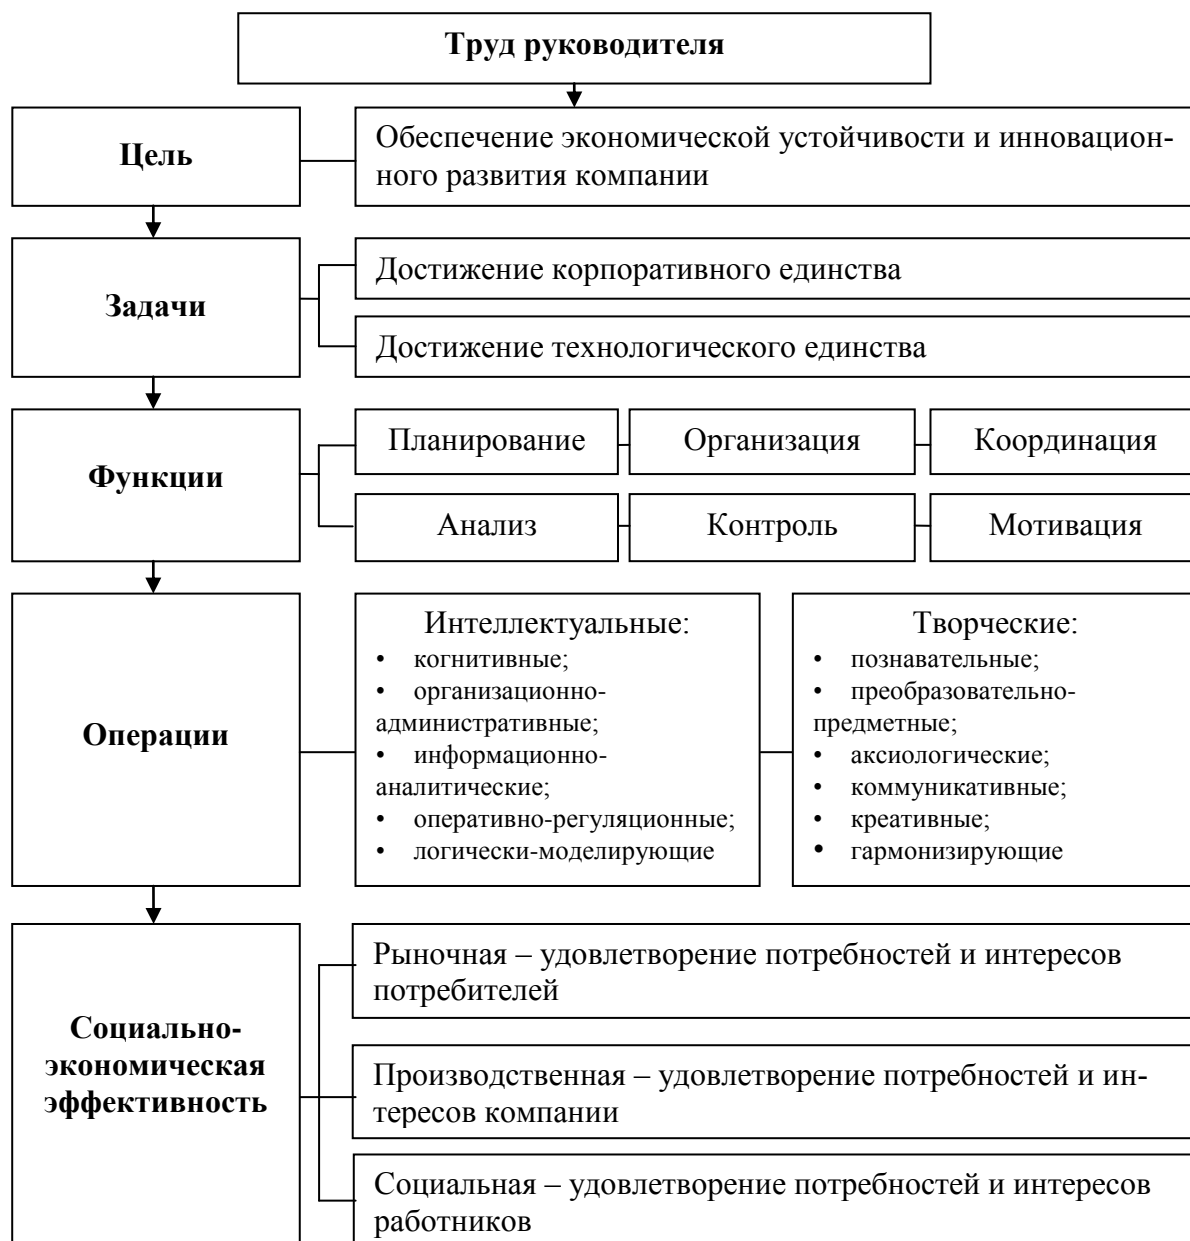 Труд руководителя
Цель
Обеспечение экономической устойчивости и инновацион-
ного развития компании
Задачи
Достижение корпоративного единства
Достижение технологического единства
Функции
Планирование
Организация
Координация
Анализ
Контроль
Мотивация
Операции
Интеллектуальные:
• когнитивные;
• организационно-
административные;
• информационно-
аналитические;
• оперативно-регуляционные;
• логически-моделирующие
Творческие:
• познавательные;
• преобразовательно-
предметные;
• аксиологические;
• коммуникативные;
• креативные;
• гармонизирующие
Социально-
экономическая
эффективность
Рыночная – удовлетворение потребностей и интересов
потребителей
Производственная – удовлетворение потребностей и ин-
тересов компании
Социальная – удовлетворение потребностей и интересов
работников